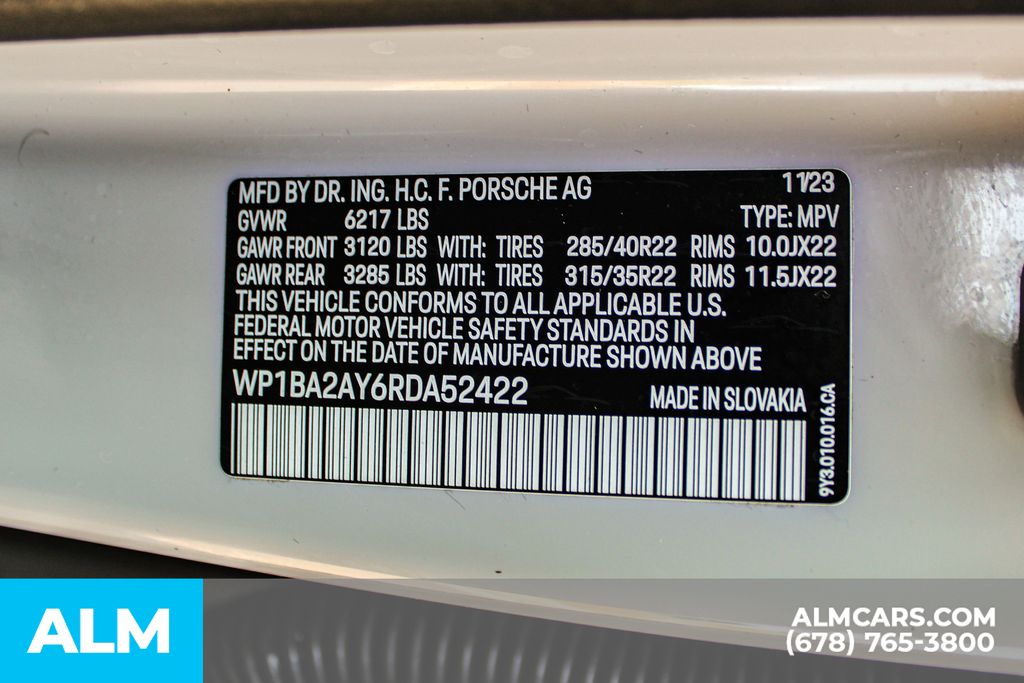 MFD BY DR. ING. H.C. F. PORSCHE AG 11/23
GVWR 6217 LBS TYPE: MPV
GAWR FRONT 3120 LBS WITH: TIRES 285/40R22 RIMS 10.0JX22
GAWR REAR 3285 LBS WITH: TIRES 315/35R22 RIMS 11.5JX22
THIS VEHICLE CONFORMS TO ALL APPLICABLE U.S.
FEDERAL MOTOR VEHICLE SAFETY STANDARDS IN
EFFECT ON THE DATE OF MANUFACTURE SHOWN ABOVE
WP1BA2AY6RDA52422 MADE IN SLOVAKIA
9Y3.010.016.CA
ALM
ALMCARS.COM
(678) 765-3800